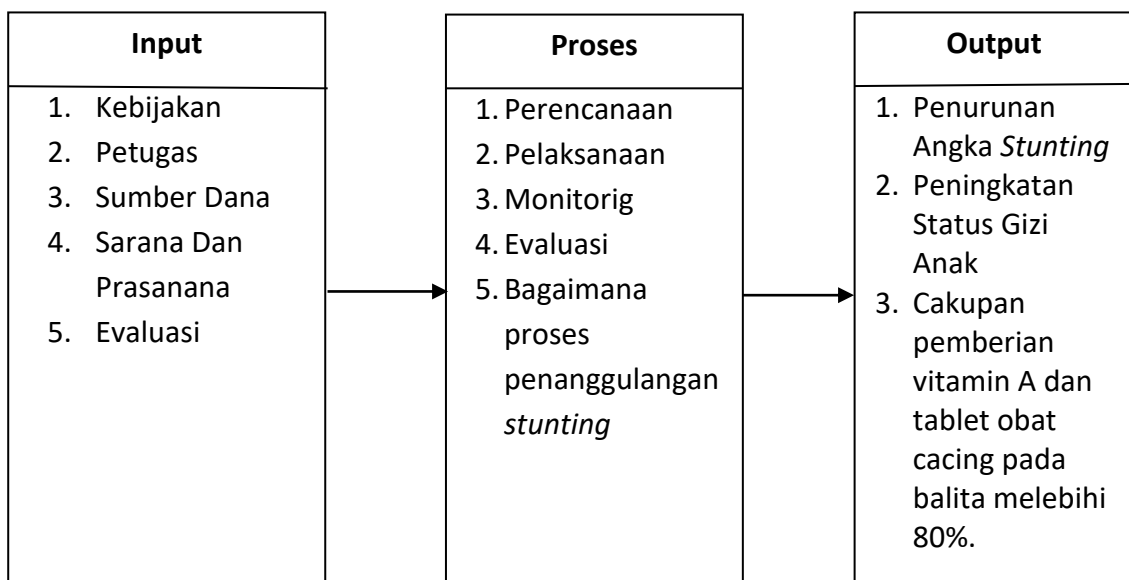 Input
1. Kebijakan
2. Petugas
3. Sumber Dana
4. Sarana Dan
Prasanana
5. Evaluasi
Proses
1. Perencanaan
2. Pelaksanaan
3. Monitorig
4. Evaluasi
5. Bagaimana
proses
penanggulangan
stunting
Output
1. Penurunan
Angka Stunting
2. Peningkatan
Status Gizi
Anak
3. Cakupan
pemberian
vitamin A dan
tablet obat
cacing pada
balita melebihi
80%.